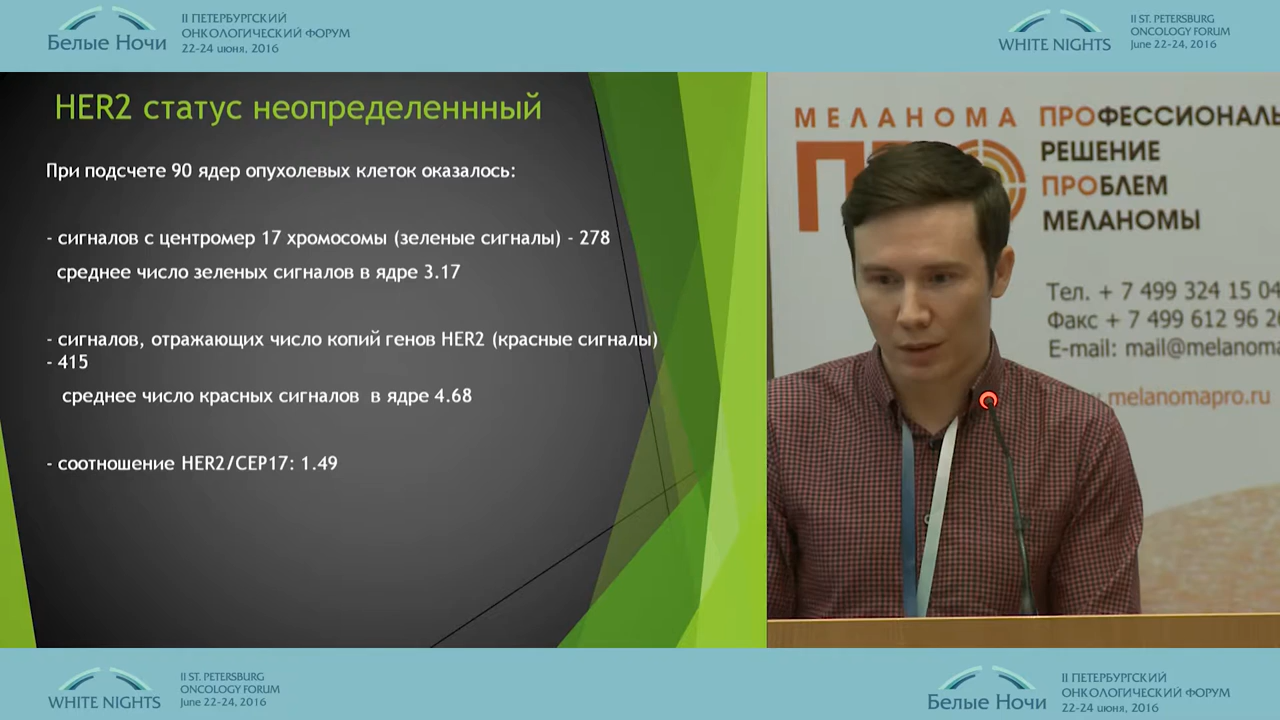 Белые Ночи
II ПЕТЕРБУРГСКИЙ
ОНКОЛОГИЧЕСКИЙ ФОРУМ
22-24 июня, 2016
WHITE NIGHTS
II ST. PETERSBURG
ONCOLOGY FORUM
June 22-24, 2016
HER2 статус неопределеннный
При подсчете 90 ядер опухолевых клеток оказалось:
- сигналов с центромер 17 хромосомы (зеленые сигналы) - 278
среднее число зеленых сигналов в ядре 3.17
- сигналов, отражающих число копий генов HER2 (красные сигналы)
- 415
среднее число красных сигналов в ядре 4.68
- соотношение HER2/CEP17: 1.49
МЕЛАНОМА
ПРО
ПРОФЕССИОНАЛЬ
РЕШЕНИЕ
ПРОБЛЕМ
МЕЛАНОМЫ
Тел. + 7 499 324 15 04
Факс + 7 499 612 96 2
E-mail: mail@melanoma
.melanomapro.ru
WHITE NIGHTS
II ST. PETERSBURG
ONCOLOGY FORUM
June 22-24, 2016
Белые Ночи
II ПЕТЕРБУРГСКИЙ
ОНКОЛОГИЧЕСКИЙ ФОРУМ
22-24 июня, 2016